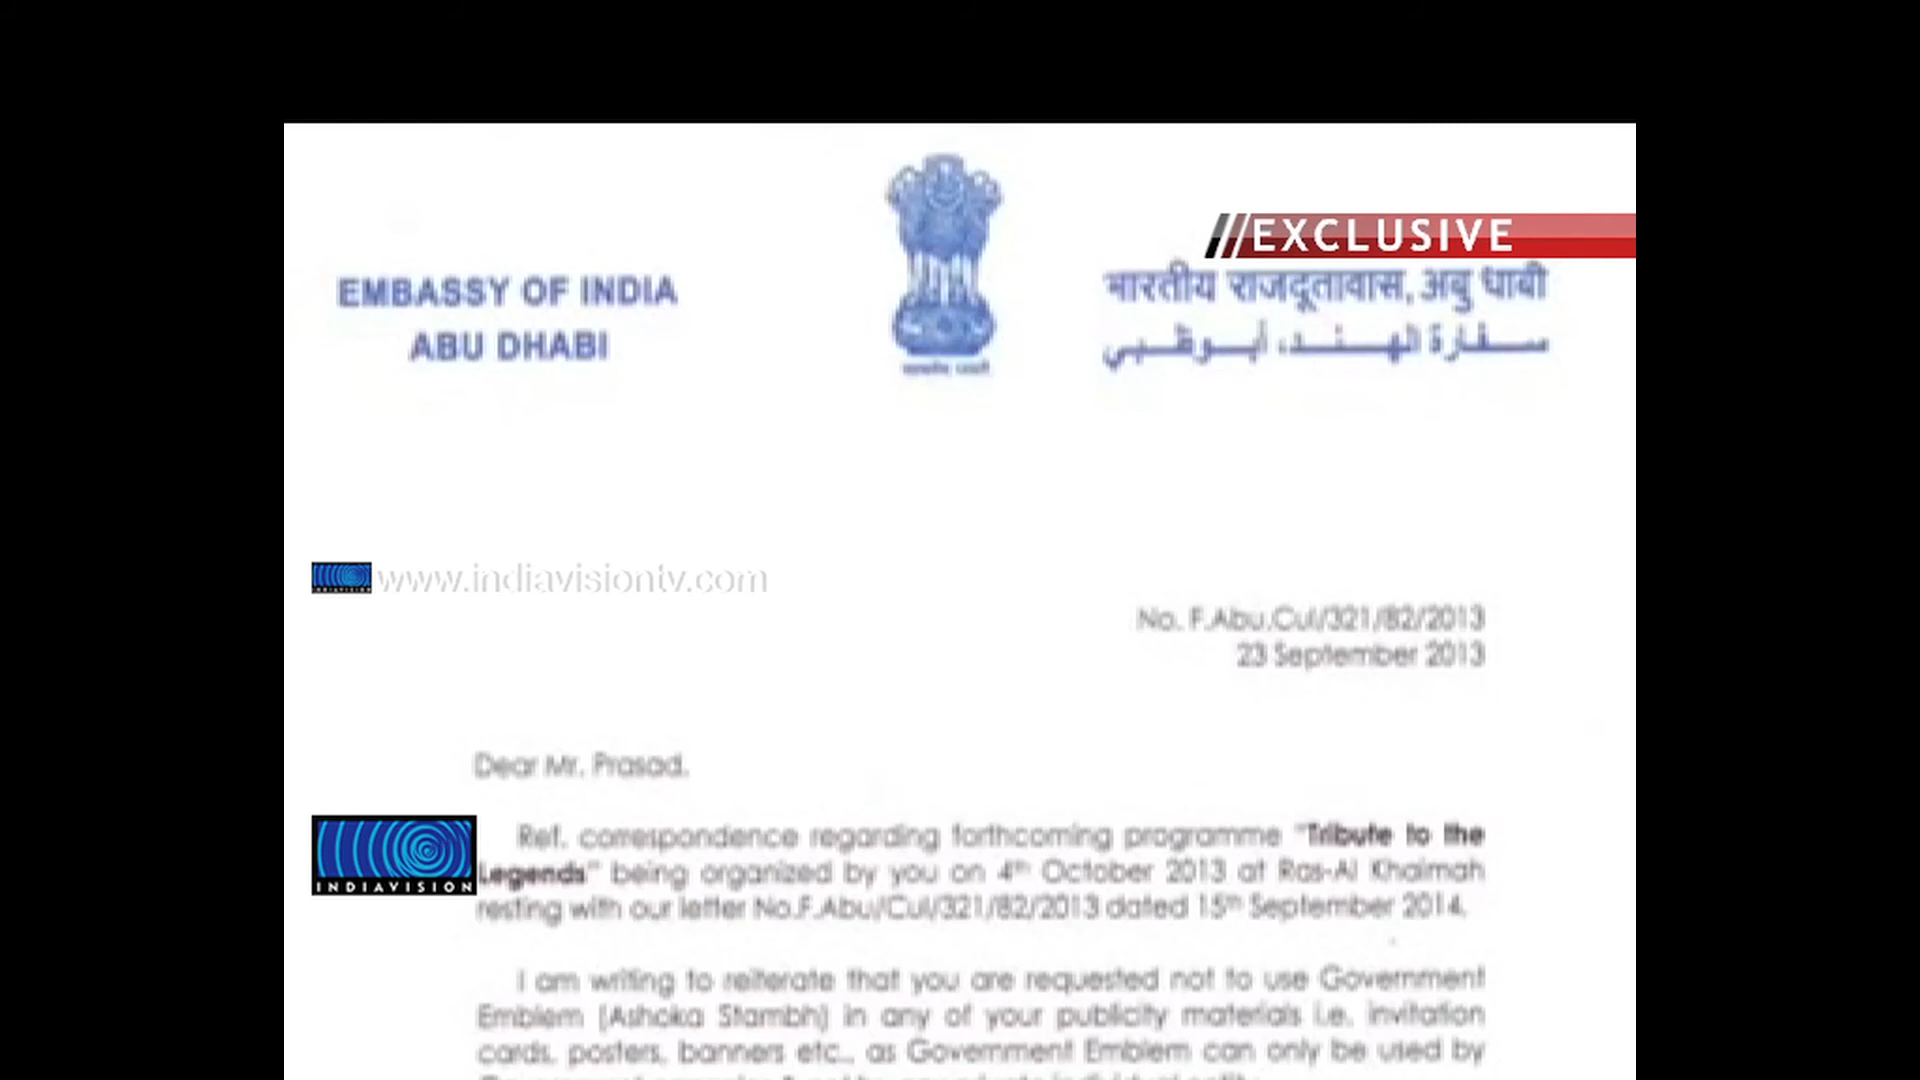 EXCLUSIVE
EMBASSY OF INDIA
ABU DHABI
भारतीय राजदूतावास, अबु धाबी
سفارة الهند، أبوظبي
www.indiavisiontv.com
No. F.Abu.Cul/321/82/2013
23 September 2013
Dear Mr. Prasad,
Ref. correspondence regarding forthcoming programme "Tribute to the
Legends" being organized by you on 4th October 2013 at Ras-Al Khaimah
resting with our letter No.F.Abu/Cul/321/82/2013 dated 15th September 2014.
INDIAVISION
I am writing to reiterate that you are requested not to use Government
Emblem (Ashoka Stambh) in any of your publicity materials i.e. invitation
cards, posters, banners etc., as Government Emblem can only be used by